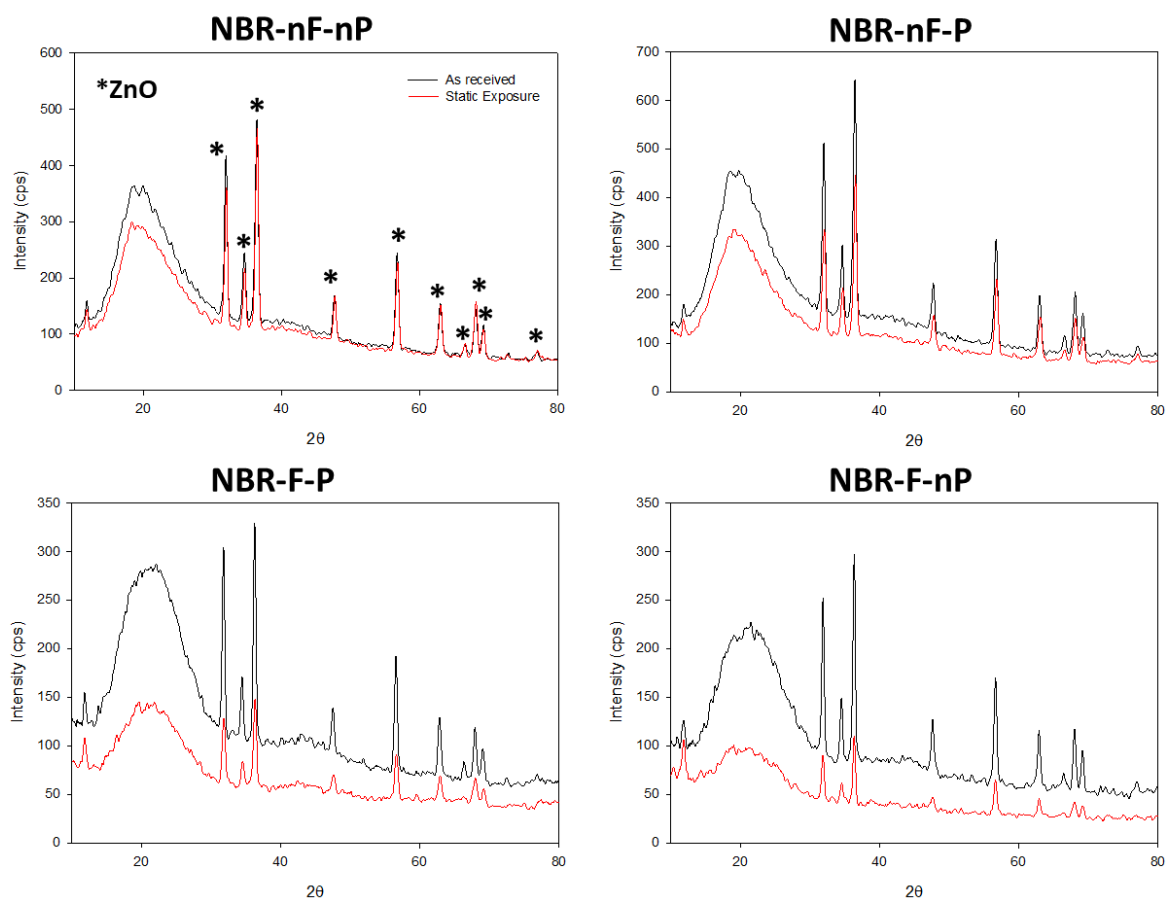 NBR-nF-nP
600
500
400
300
200
100
0
Intensity (cps)
*ZnO
* * * * * * * * * *
As received
Static Exposure
20 40 60 80
2θ
NBR-nF-P
700
600
500
400
300
200
100
0
Intensity (cps)
20 40 60 80
2θ
NBR-F-P
350
300
250
200
150
100
50
0
Intensity (cps)
20 40 60 80
2θ
NBR-F-nP
350
300
250
200
150
100
50
0
Intensity (cps)
20 40 60 80
2θ